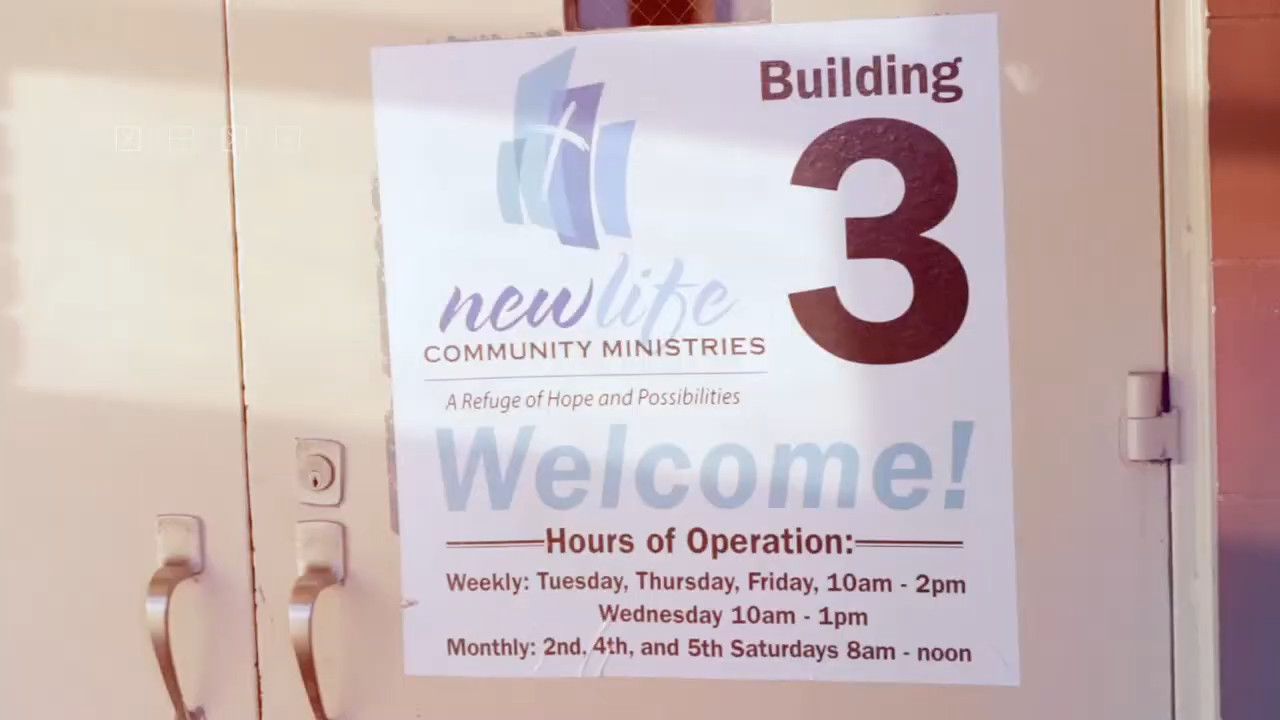 Building
3
newlife
COMMUNITY MINISTRIES
A Refuge of Hope and Possibilities
Welcome!
Hours of Operation:
Weekly: Tuesday, Thursday, Friday, 10am - 2pm
Wednesday 10am - 1pm
Monthly: 2nd, 4th, and 5th Saturdays 8am - noon